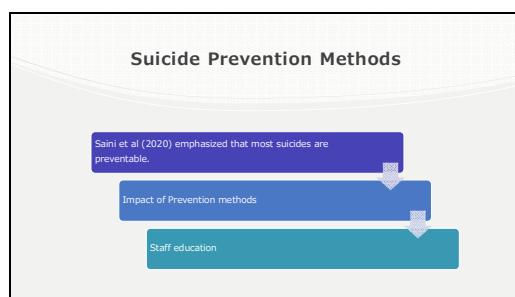 Suicide Prevention Methods
Saini et al (2020) emphasized that most suicides are
preventable.
Impact of Prevention methods
Staff education